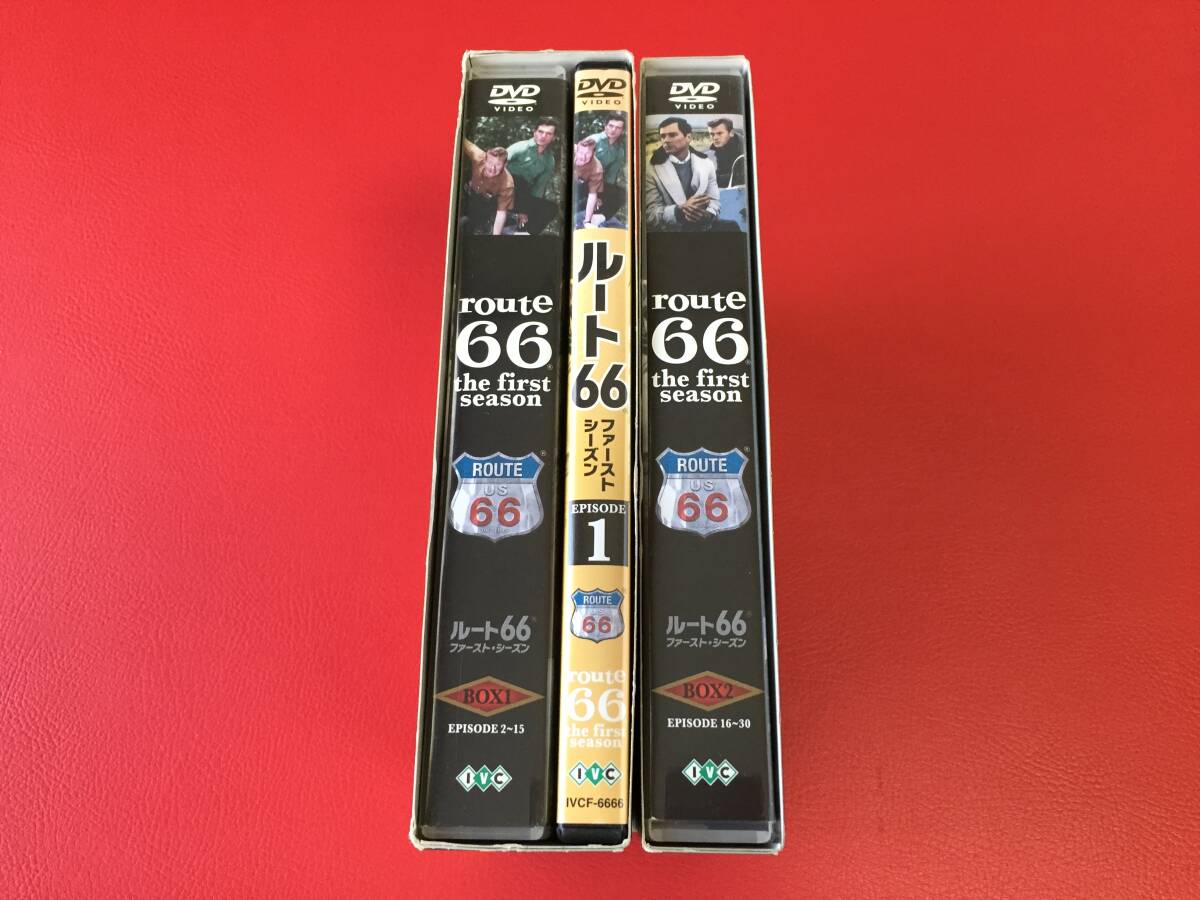 DVD
VIDEO
route
66®
the first
season
ROUTE
US
66
ルート66®
ファースト・シーズン
BOX1
EPISODE 2~15
IVC
DVD
VIDEO
ルート66®
ファースト
シーズン
EPISODE
1
ROUTE
US
66
route
66
the first
season
IVC
IVCF-6666
DVD
VIDEO
route
66®
the first
season
ROUTE
US
66
ルート66®
ファースト・シーズン
BOX2
EPISODE 16~30
IVC